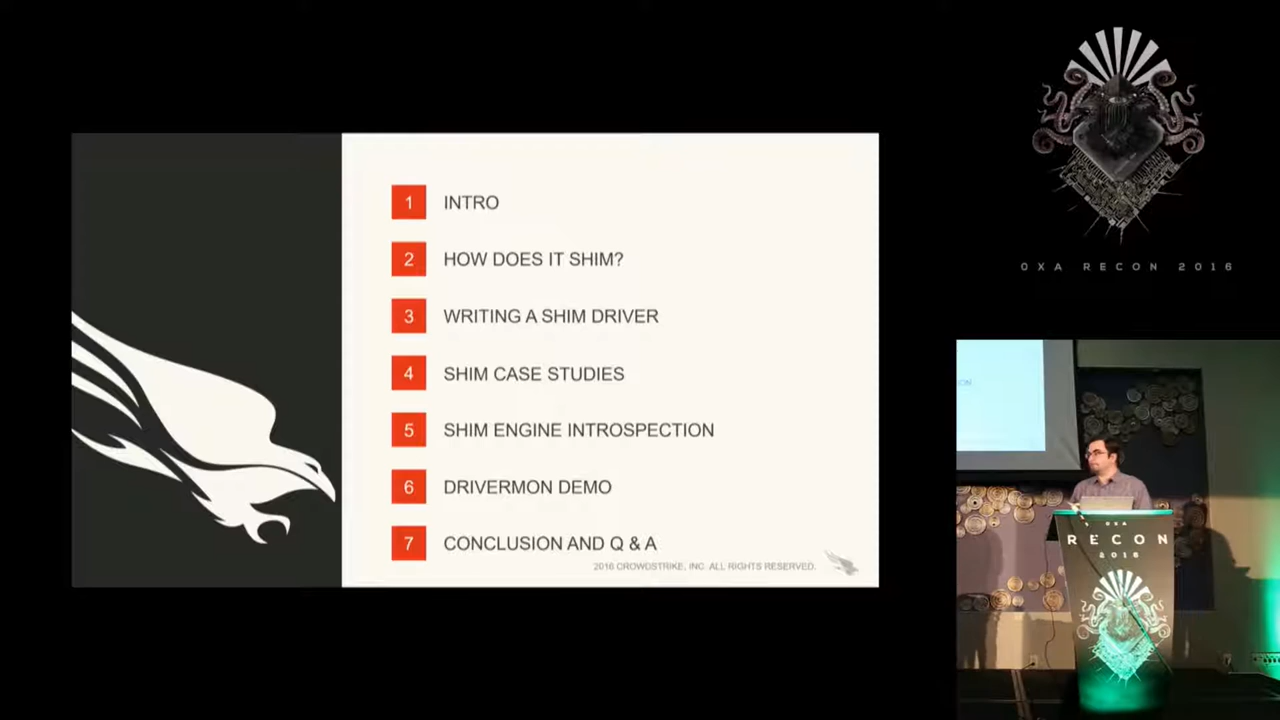 1 INTRO
2 HOW DOES IT SHIM?
3 WRITING A SHIM DRIVER
4 SHIM CASE STUDIES
5 SHIM ENGINE INTROSPECTION
6 DRIVERMON DEMO
7 CONCLUSION AND Q & A
2016 CROWDSTRIKE, INC. ALL RIGHTS RESERVED.
0XA RECON 2016
0XA
RECON
2016